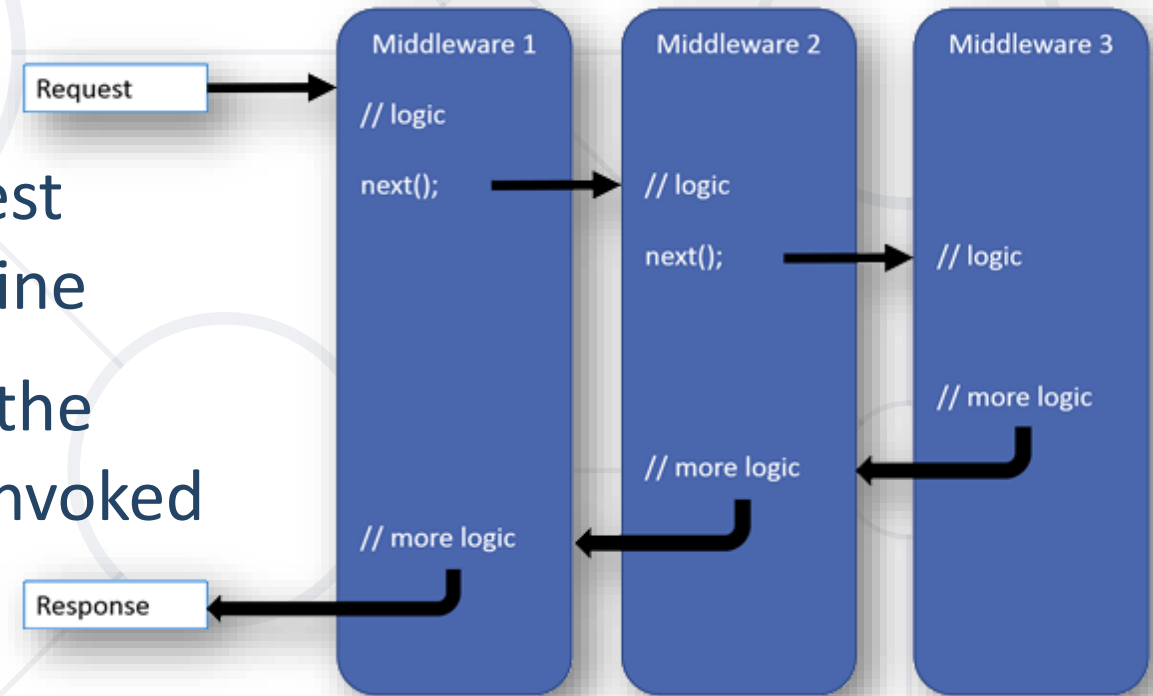 Middleware 1
Middleware 2
Middleware 3
Request
// logic
next();
// logic
next();
// logic
est
ine
the
nvoked
// more logic
// more logic
// more logic
Response